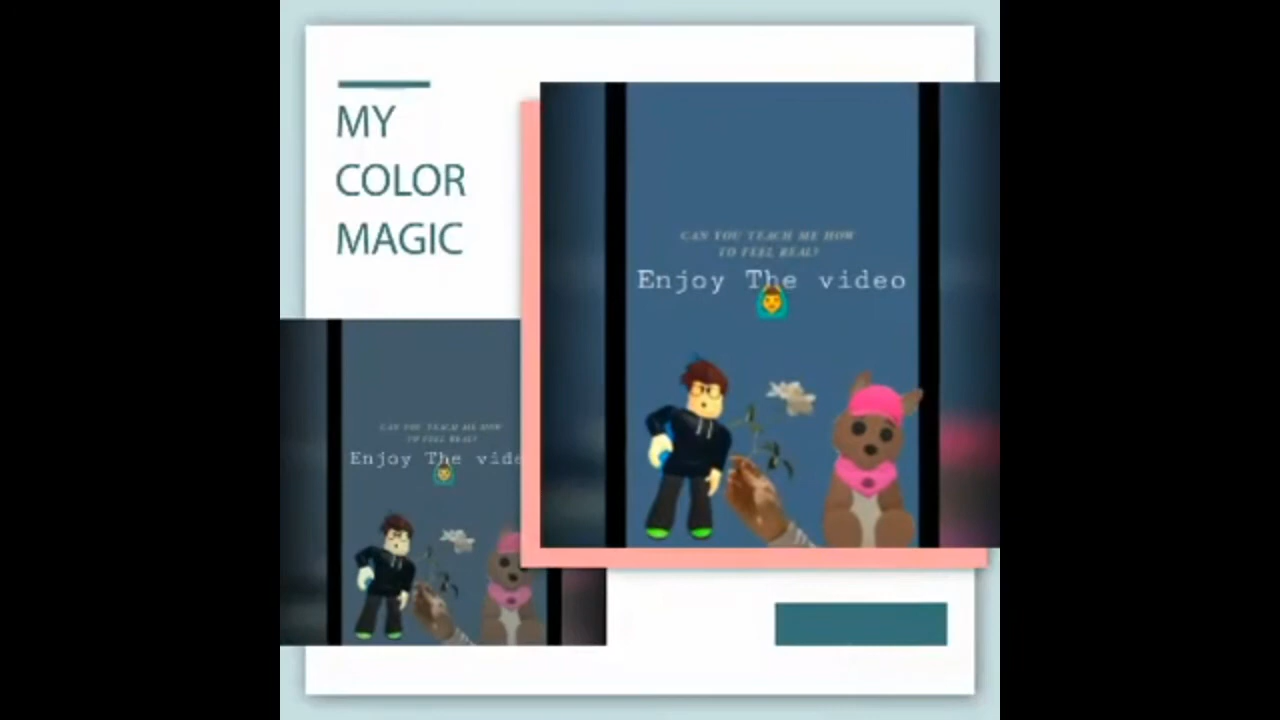 MY
COLOR
MAGIC
CAN YOU TEACH ME HOW
TO FEEL REAL?
Enjoy The video
CAN YOU TEACH ME HOW
TO FEEL REAL?
Enjoy The vide